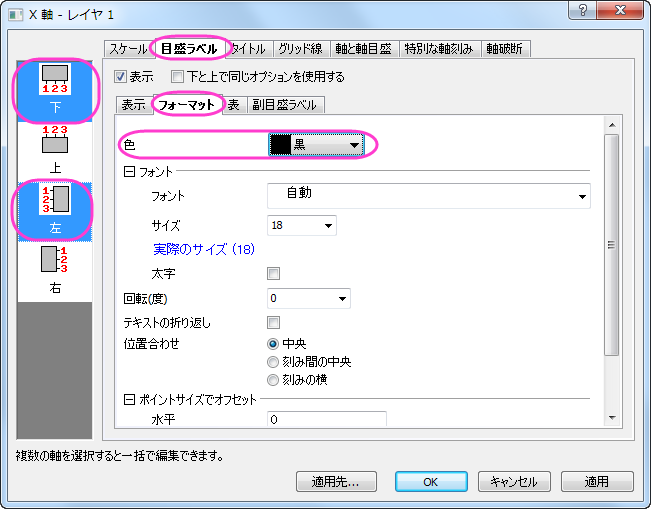 X 軸 - レイヤ 1
スケール 目盛ラベル タイトル グリッド線 軸と軸目盛 特別な軸刻み 軸破断
1 2 3
下
1 2 3
上
1
2
3
左
1
2
3
右
表示 下と上で同じオプションを使用する
表示 フォーマット 表 副目盛ラベル
色 黒
フォント
フォント 自動
サイズ 18
実際のサイズ (18)
太字
回転(度) 0
テキストの折り返し
位置合わせ 中央
刻み間の中央
刻みの横
ポイントサイズでオフセット
水平 0
複数の軸を選択すると一括で編集できます。
適用先... OK キャンセル 適用